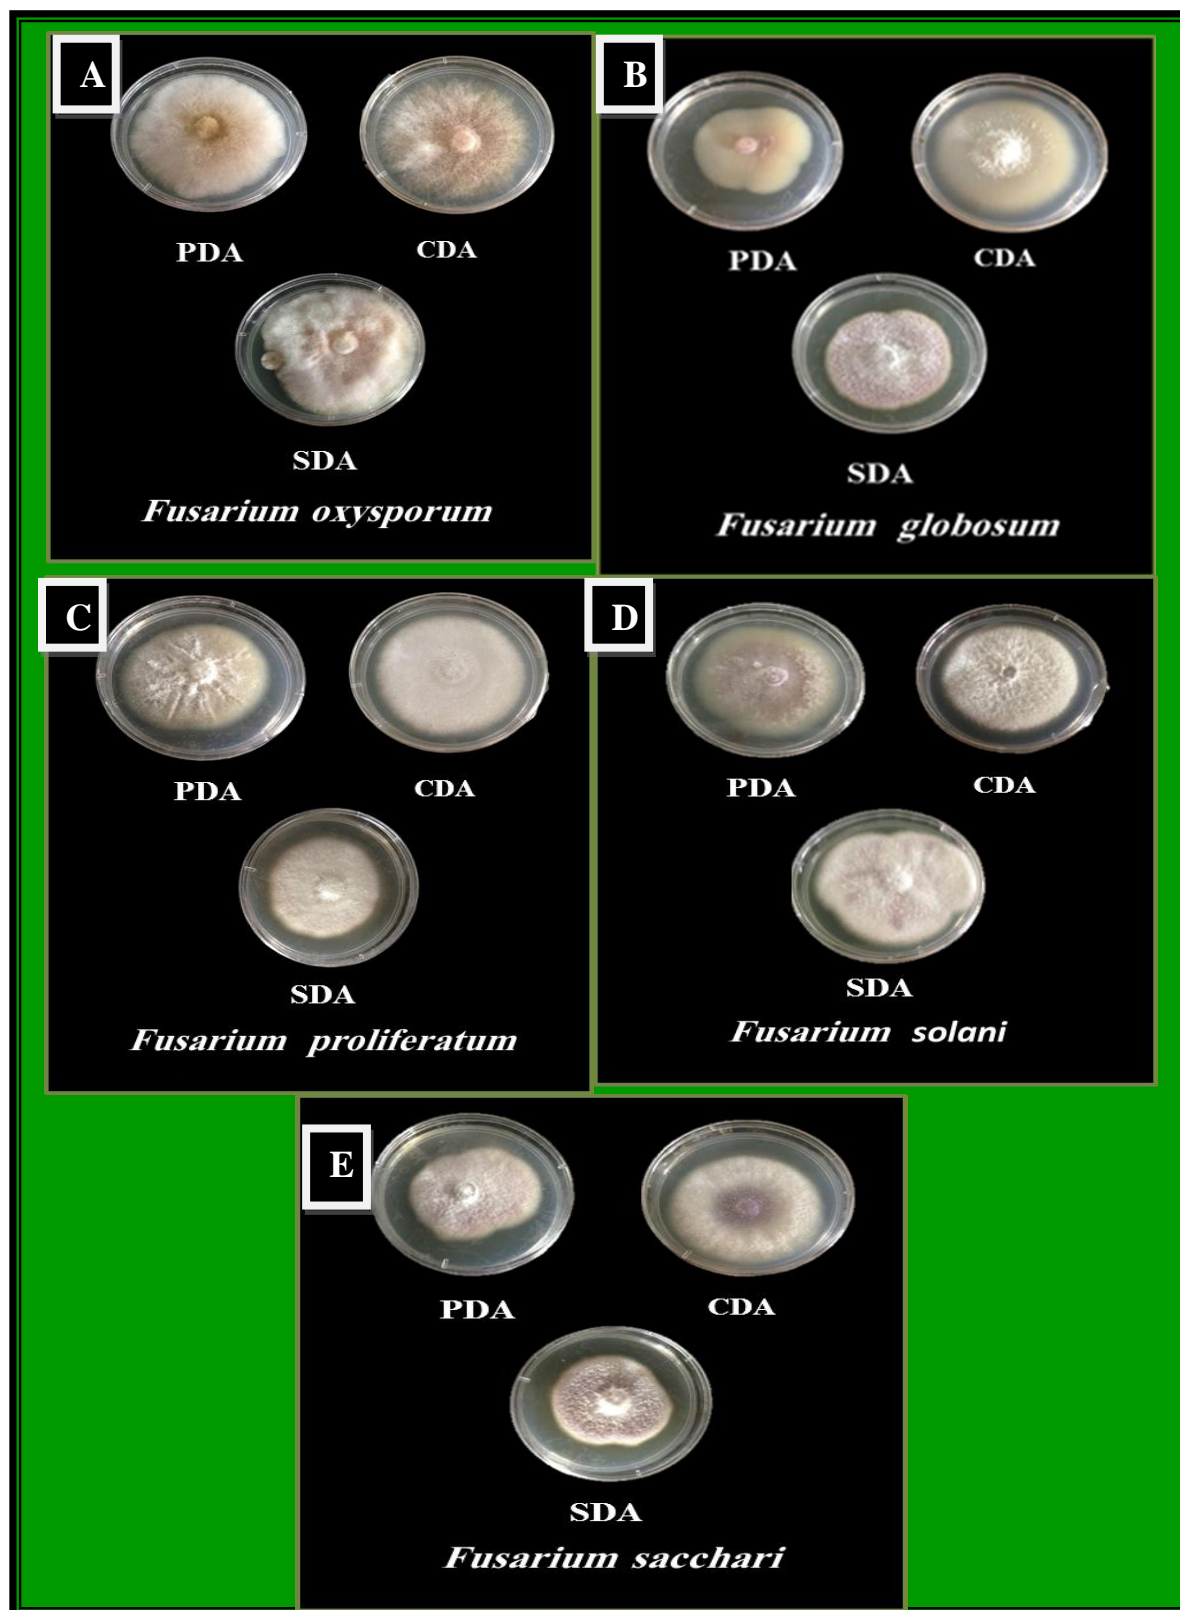 A
PDA
CDA
SDA
Fusarium oxysporum
B
PDA
CDA
SDA
Fusarium globosum
C
PDA
CDA
SDA
Fusarium proliferatum
D
PDA
CDA
SDA
Fusarium solani
E
PDA
CDA
SDA
Fusarium sacchari